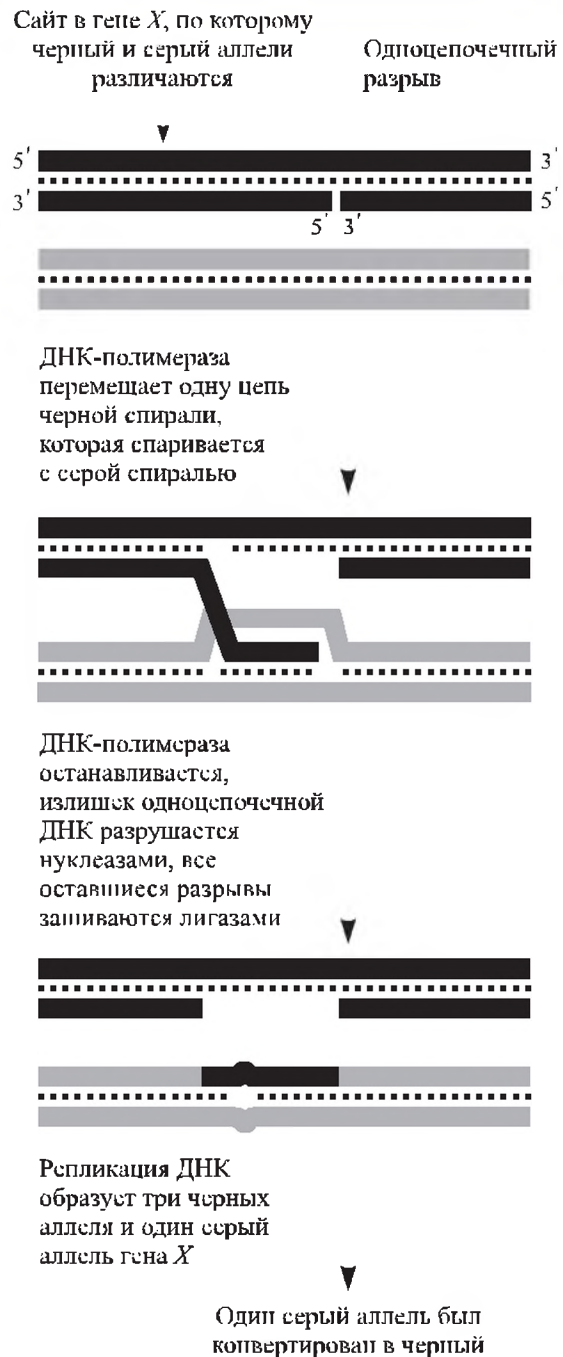 Сайт в гене X, по которому
черный и серый аллели
различаются
Одноцепочечный
разрыв
5′ 3′
3′ 5′
5′ 3′
ДНК-полимераза
перемещает одну цепь
черной спирали,
которая спаривается
с серой спиралью
ДНК-полимераза
останавливается,
излишек одноцепочечной
ДНК разрушается
нуклеазами, все
оставшиеся разрывы
зашиваются лигазами
Репликация ДНК
образует три черных
аллеля и один серый
аллель гена X
Один серый аллель был
конвертирован в черный